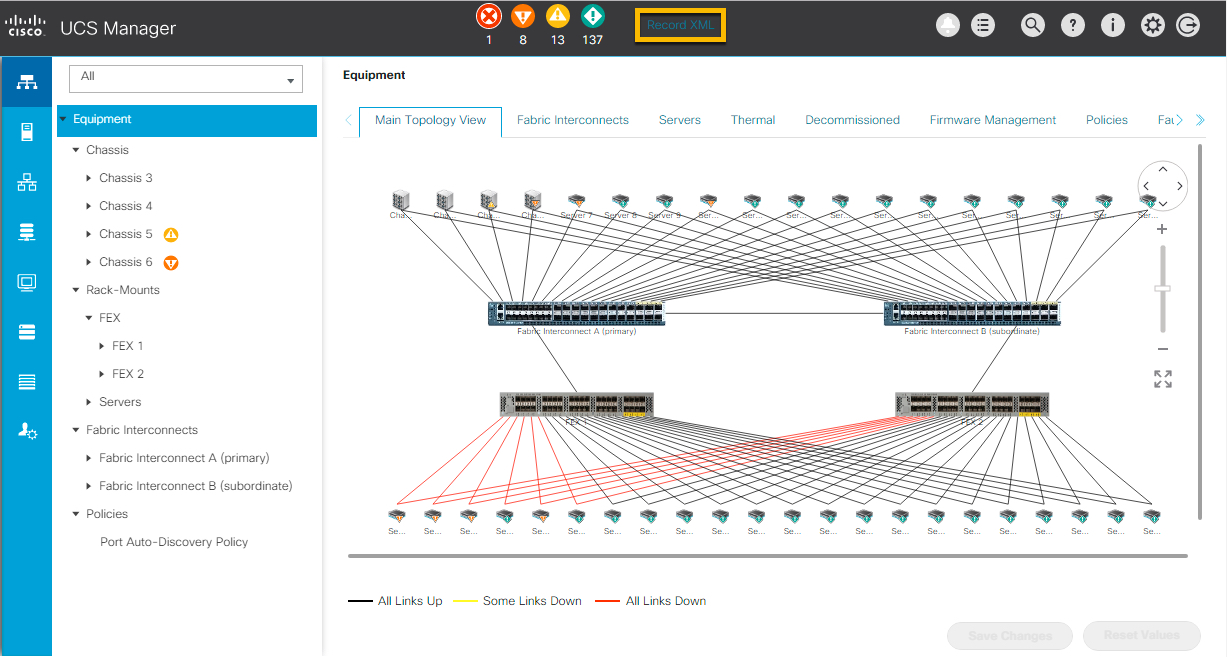 cisco
UCS Manager
1 8 13 137
Record XML
All
Equipment
Chassis
Chassis 3
Chassis 4
Chassis 5
Chassis 6
Rack-Mounts
FEX
FEX 1
FEX 2
Servers
Fabric Interconnects
Fabric Interconnect A (primary)
Fabric Interconnect B (subordinate)
Policies
Port Auto-Discovery Policy
Equipment
Main Topology View Fabric Interconnects Servers Thermal Decommissioned Firmware Management Policies Fau
Cha... Cha... Cha... Cha... Server 7 Server 8 Server 9 Ser... Ser... Ser... Ser... Ser... Ser... Ser... Ser... Ser... Ser... Ser...
Fabric Interconnect A (primary) Fabric Interconnect B (subordinate)
FEX 1 FEX 2
Se... Se... Se... Se... Se... Se... Se... Se... Se... Se... Se... Se... Se... Se... Se... Se... Se... Se... Se... Se... Se... Se...
All Links Up Some Links Down All Links Down
Save Changes Reset Values